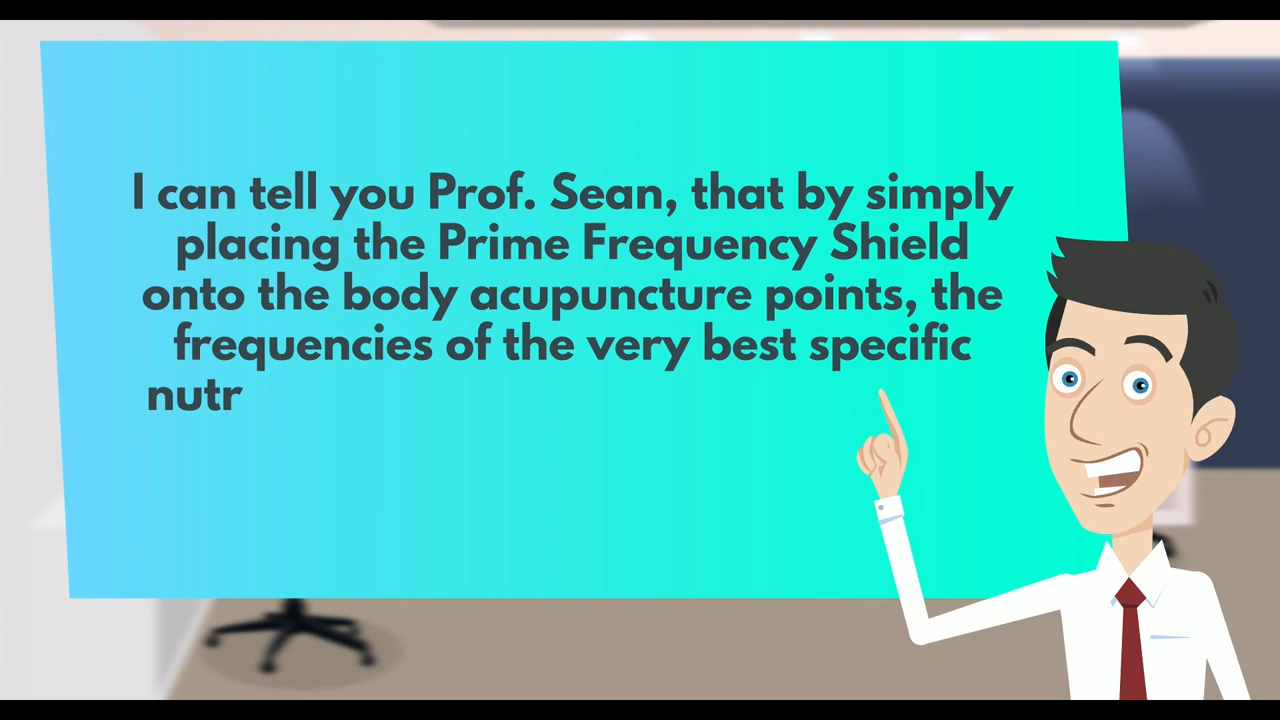 I can tell you Prof. Sean, that by simply
placing the Prime Frequency Shield
onto the body acupuncture points, the
frequencies of the very best specific
nutr